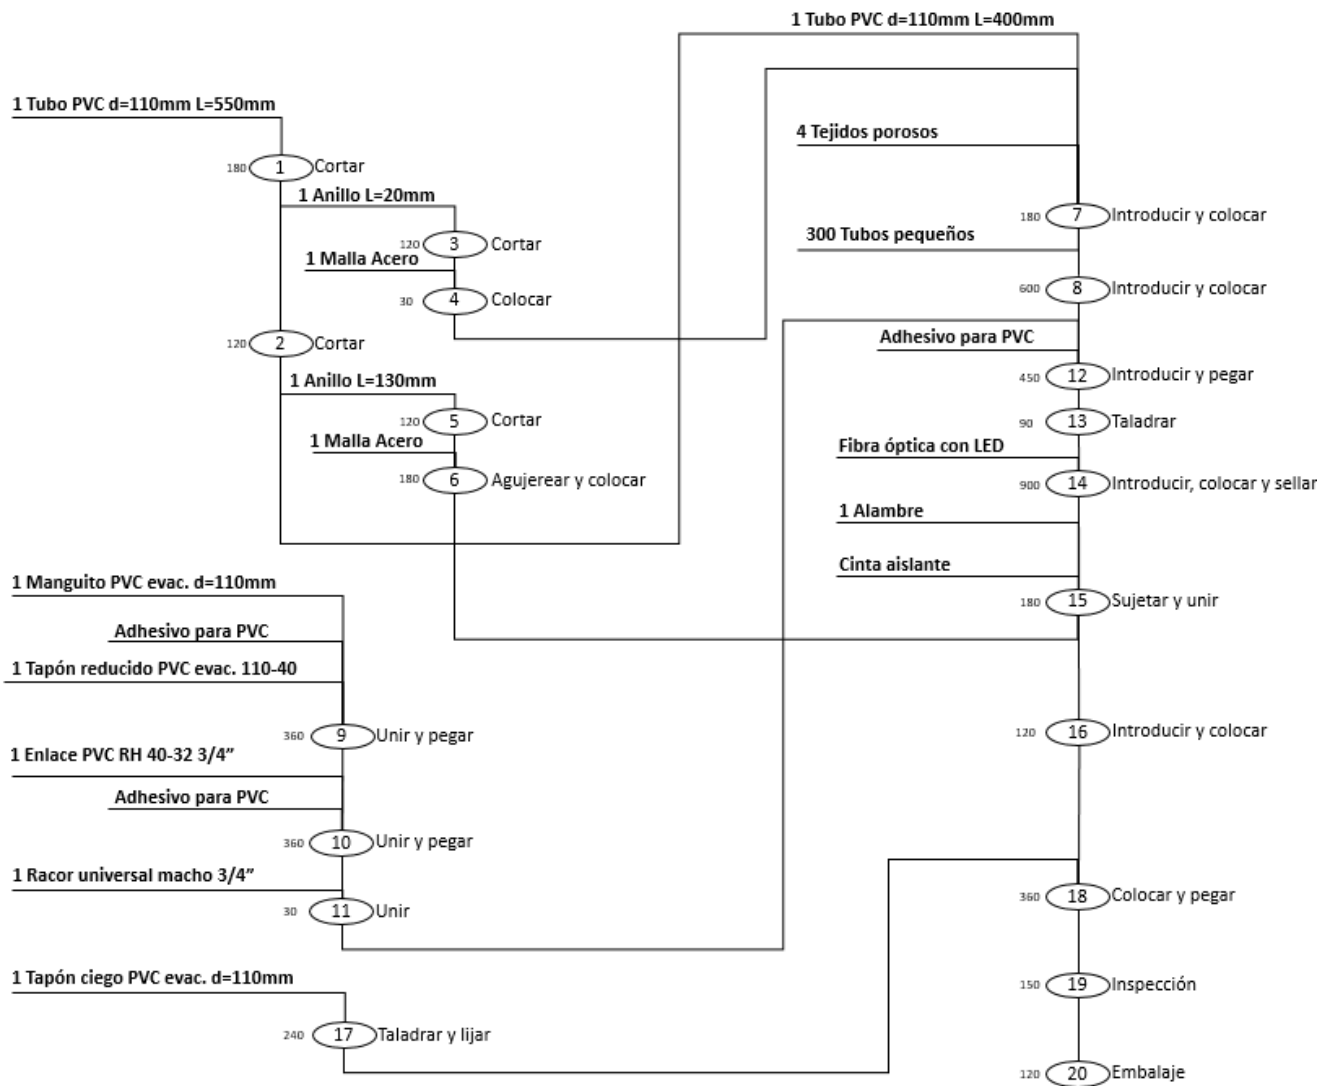 1 Tubo PVC d=110mm L=400mm
1 Tubo PVC d=110mm L=550mm
180 1 Cortar
1 Anillo L=20mm
120 3 Cortar
1 Malla Acero
30 4 Colocar
120 2 Cortar
1 Anillo L=130mm
120 5 Cortar
1 Malla Acero
180 6 Agujerear y colocar
4 Tejidos porosos
180 7 Introducir y colocar
300 Tubos pequeños
600 8 Introducir y colocar
Adhesivo para PVC
450 12 Introducir y pegar
90 13 Taladrar
Fibra óptica con LED
900 14 Introducir, colocar y sellar
1 Alambre
Cinta aislante
180 15 Sujetar y unir
120 16 Introducir y colocar
1 Manguito PVC evac. d=110mm
Adhesivo para PVC
1 Tapón reducido PVC evac. 110-40
360 9 Unir y pegar
1 Enlace PVC RH 40-32 3/4”
Adhesivo para PVC
360 10 Unir y pegar
1 Racor universal macho 3/4”
30 11 Unir
1 Tapón ciego PVC evac. d=110mm
240 17 Taladrar y lijar
360 18 Colocar y pegar
150 19 Inspección
120 20 Embalaje